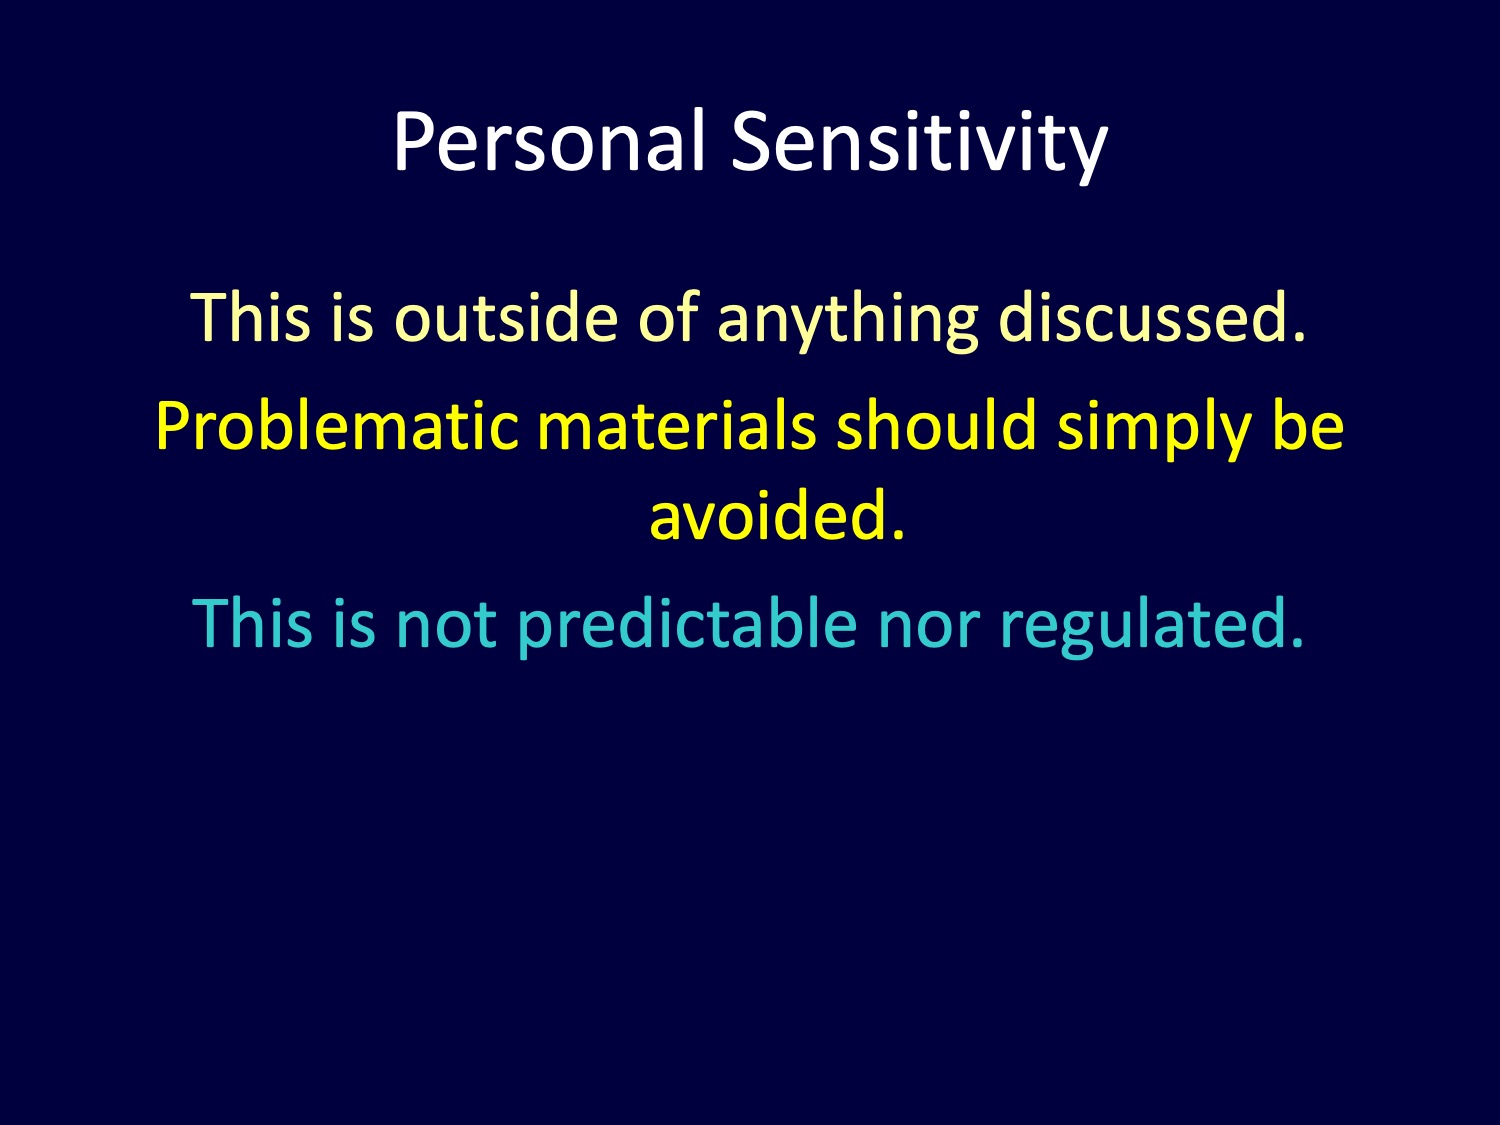 Personal Sensitivity
This is outside of anything discussed.
Problematic materials should simply be
avoided.
This is not predictable nor regulated.